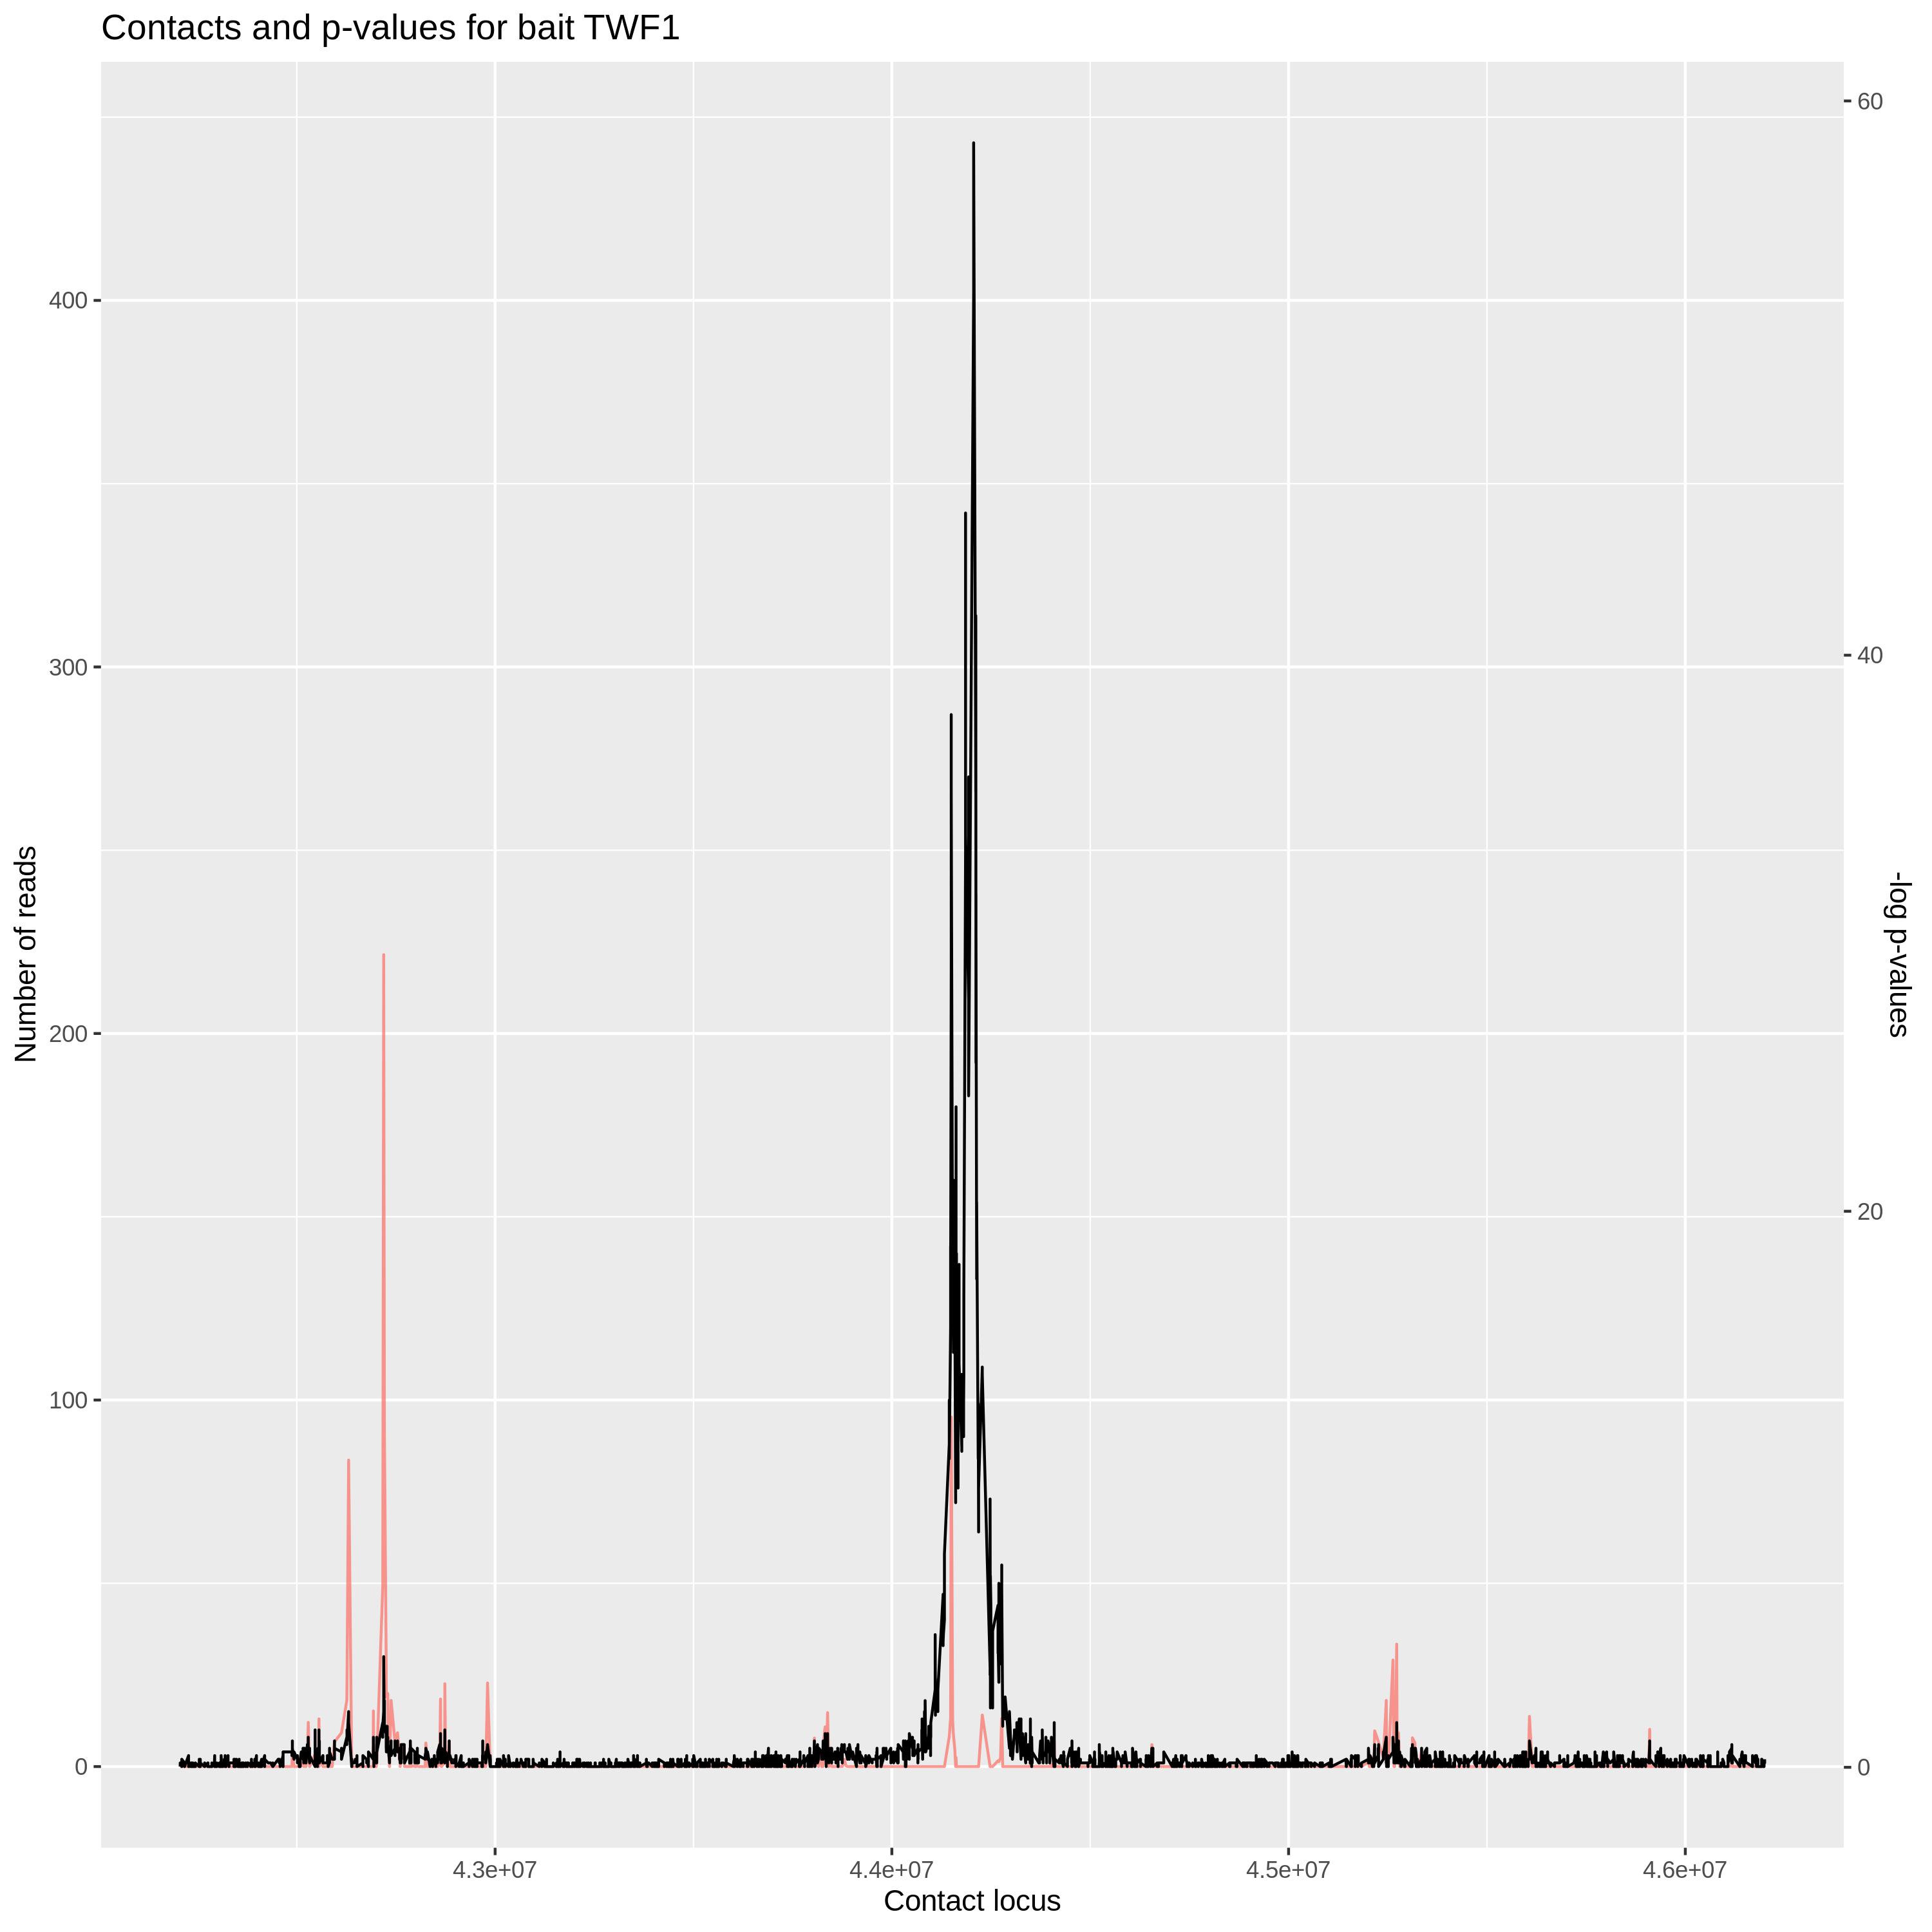 Contacts and p-values for bait TWF1
60
400
300
40
Number of reads
-log p-values
200
20
100
0
0
4.3e+07
4.4e+07
4.5e+07
4.6e+07
Contact locus